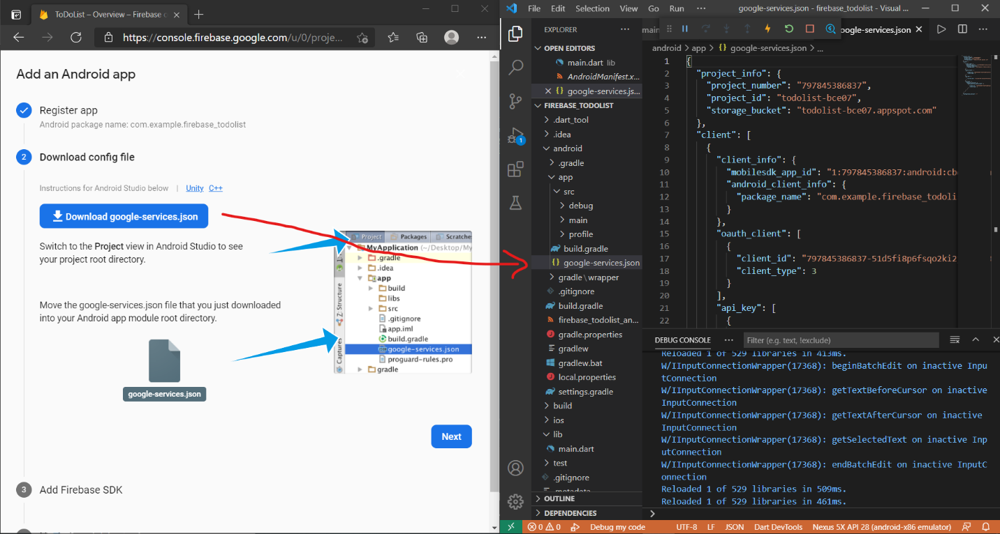 ToDoList – Overview – Firebase c
https://console.firebase.google.com/u/0/proje...
Add an Android app
Register app
Android package name: com.example.firebase_todolist
2
Download config file
Instructions for Android Studio below | Unity C++
Download google-services.json
Switch to the Project view in Android Studio to see
your project root directory.
Move the google-services.json file that you just downloaded
into your Android app module root directory.
google-services.json
Project Packages Scratches
MyApplication (~/Desktop/My
.gradle
.idea
app
build
libs
src
.gitignore
app.iml
build.gradle
google-services.json
proguard-rules.pro
gradle
Z: Structure
Captures
Next
3
Add Firebase SDK
File Edit Selection View Go Run ··· google-services.json - firebase_todolist - Visual ...
EXPLORER
OPEN EDITORS
main.dart lib
AndroidManifest.x...
google-services.js...
FIREBASE_TODOLIST
.dart_tool
.idea
android
.gradle
app
src
debug
main
profile
build.gradle
google-services.json
gradle\wrapper
.gitignore
build.gradle
firebase_todolist_an...
gradle.properties
gradlew
gradlew.bat
local.properties
settings.gradle
build
ios
lib
main.dart
test
.gitignore
.metadata
OUTLINE
DEPENDENCIES
1
main
oogle-services.json
android > app > {} google-services.json > ...
1 {
2 "project_info": {
3 "project_number": "797845386837",
4 "project_id": "todolist-bce07",
5 "storage_bucket": "todolist-bce07.appspot.com"
6 },
7 "client": [
8 {
9 "client_info": {
10 "mobilesdk_app_id": "1:797845386837:android:cb
11 "android_client_info": {
12 "package_name": "com.example.firebase_todoli
13 }
14 },
15 "oauth_client": [
16 {
17 "client_id": "797845386837-51d5fi8p6fsqo2ki2
18 "client_type": 3
19 }
20 ],
21 "api_key": [
22 {
DEBUG CONSOLE ··· Filter (e.g. text, !exclude)
Reloaded 1 of 529 libraries in 413ms.
W/IInputConnectionWrapper(17368): beginBatchEdit on inactive Inpu
tConnection
W/IInputConnectionWrapper(17368): getTextBeforeCursor on inactive
InputConnection
W/IInputConnectionWrapper(17368): getTextAfterCursor on inactive
InputConnection
W/IInputConnectionWrapper(17368): getSelectedText on inactive Inp
utConnection
W/IInputConnectionWrapper(17368): endBatchEdit on inactive InputC
onnection
Reloaded 1 of 529 libraries in 509ms.
Reloaded 1 of 529 libraries in 461ms.
0 0 Debug my code UTF-8 LF JSON Dart DevTools Nexus 5X API 28 (android-x86 emulator)